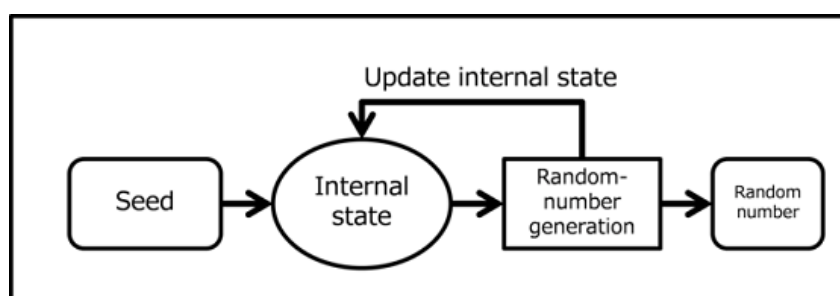 Update internal state
Seed
Internal
state
Random-
number
generation
Random
number